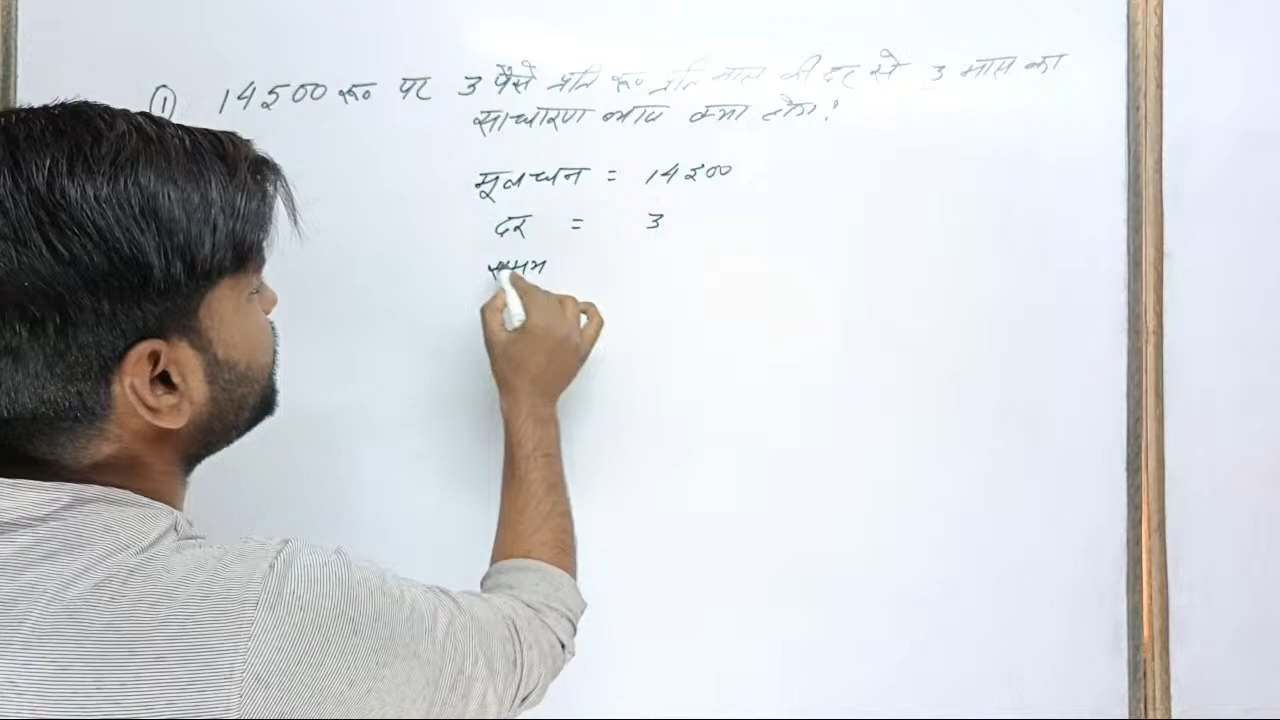 ① 14500 रू० पर 3 पैसे प्रति रू० प्रति मास की दर से 3 मास का
साधारण ब्याज क्या होगा?
मूलधन = 14500
दर = 3
समय